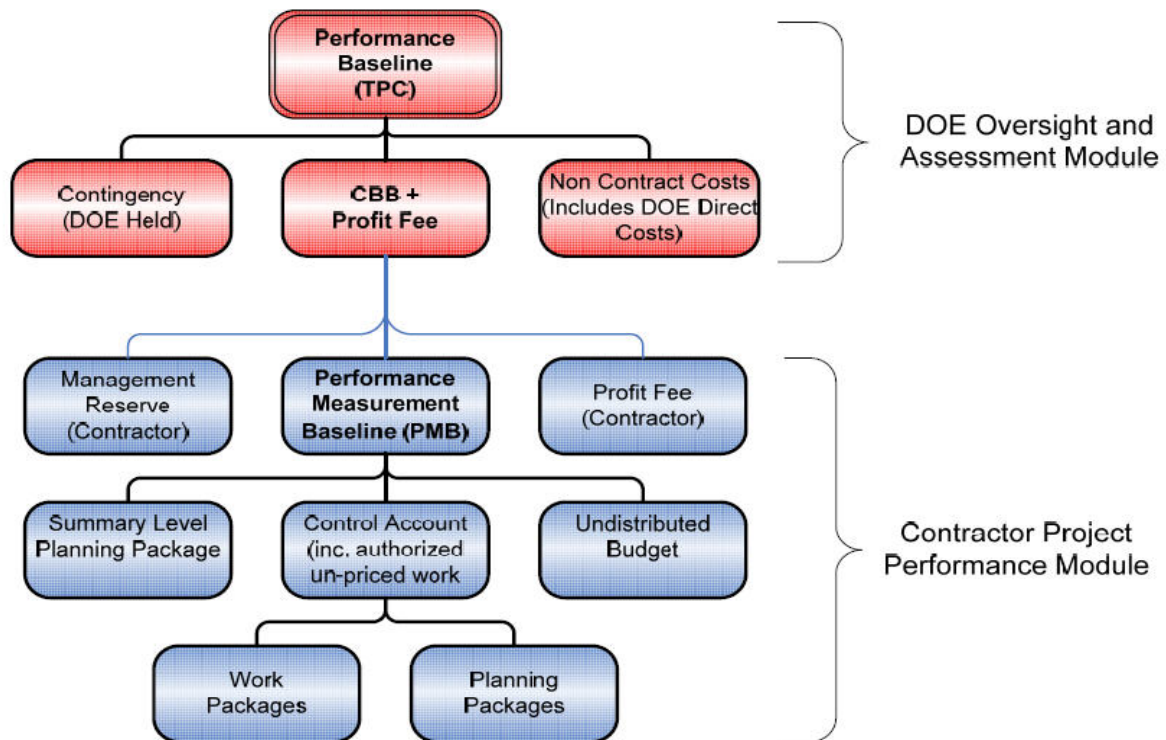 Performance
Baseline
(TPC)
DOE Oversight and
Assessment Module
Contingency
(DOE Held)
CBB +
Profit Fee
Non Contract Costs
(Includes DOE Direct
Costs)
Management
Reserve
(Contractor)
Performance
Measurement
Baseline (PMB)
Profit Fee
(Contractor)
Summary Level
Planning Package
Control Account
(inc. authorized
un-priced work
Undistributed
Budget
Contractor Project
Performance Module
Work
Packages
Planning
Packages